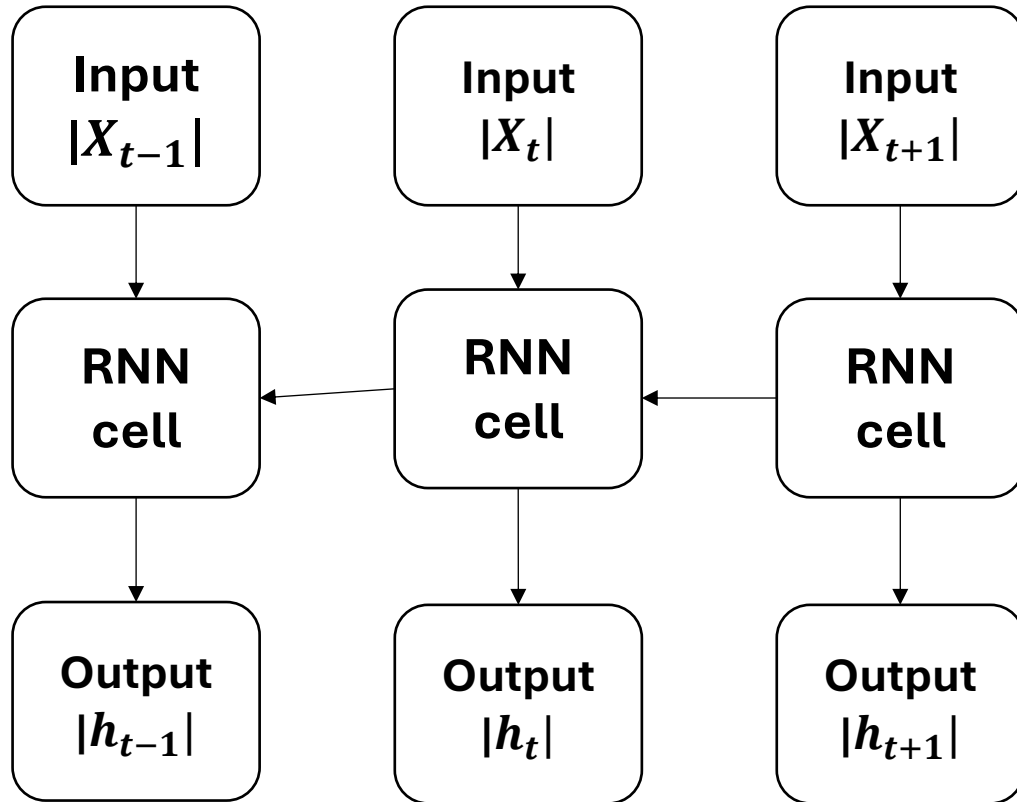 Input
|X_{t−1}|
Input
|X_t|
Input
|X_{t+1}|
RNN
cell
RNN
cell
RNN
cell
Output
|h_{t−1}|
Output
|h_t|
Output
|h_{t+1}|